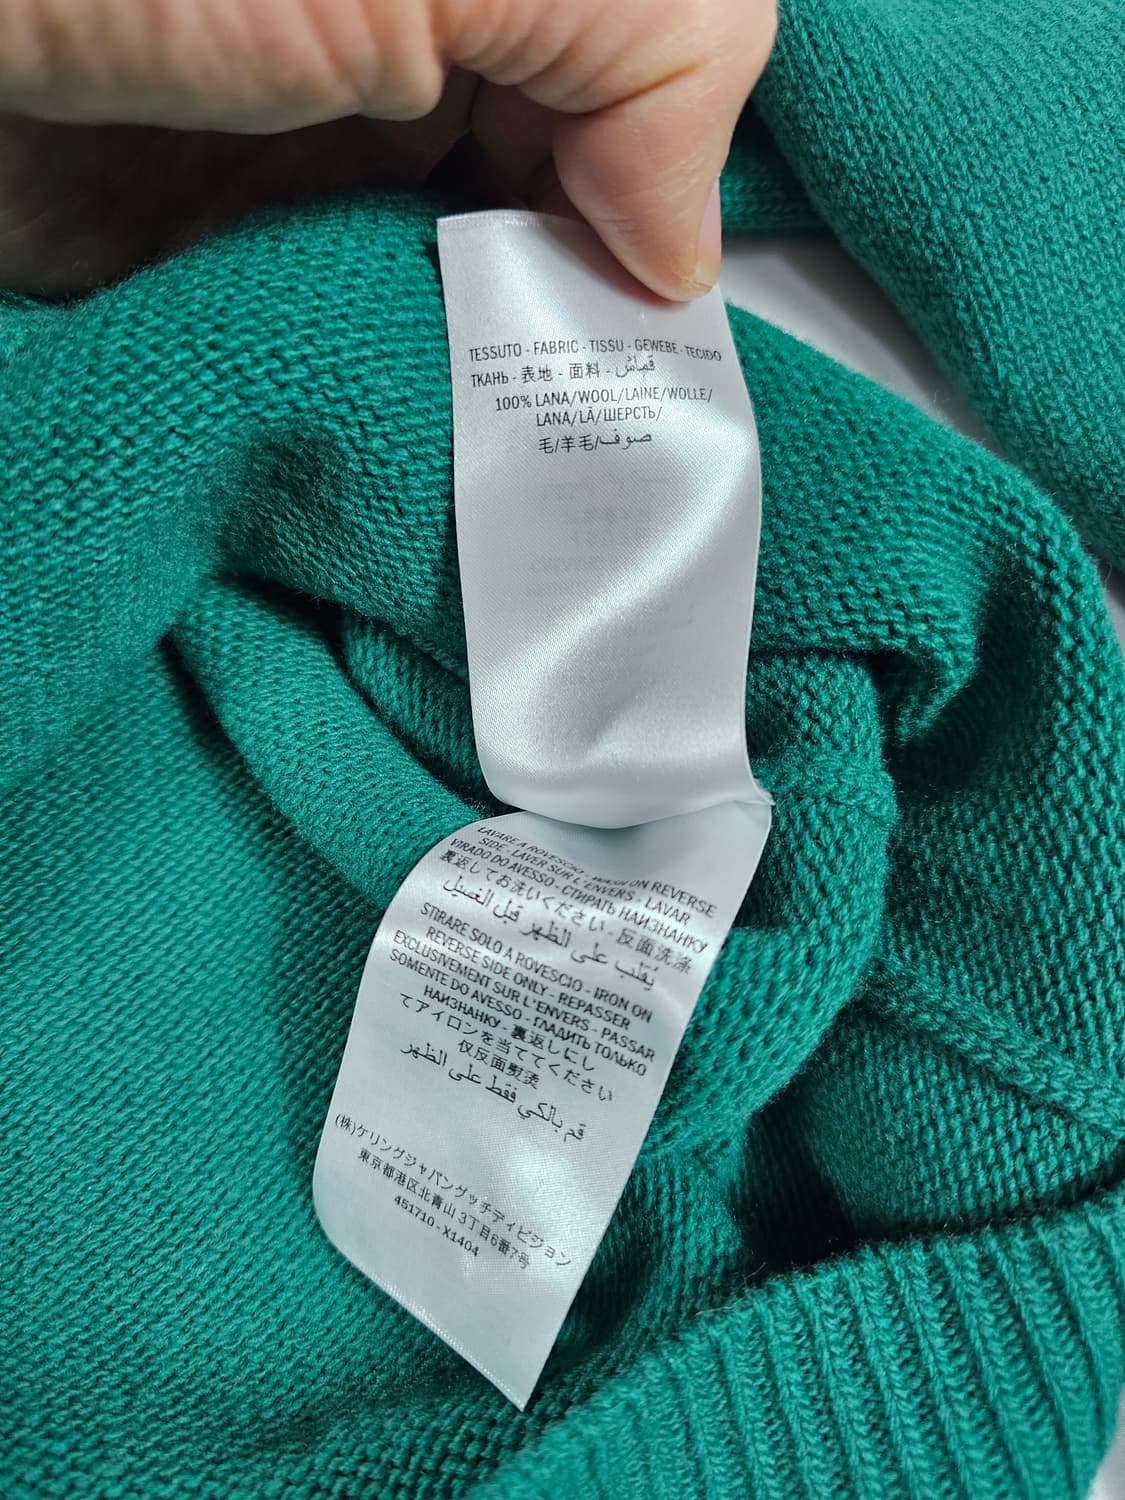 TESSUTO - FABRIC - TISSU - GEWEBE - TECIDO
ТКАНЬ - 表地 - 面料 - قماش
100% LANA/WOOL/LAINE/WOLLE/
LANA/LÃ/ШЕРСТЬ/
毛/羊毛/صوف
LAVARE A ROVESCIO - WASH ON REVERSE
SIDE - LAVER SUR L'ENVERS - LAVAR
VIRADO DO AVESSO - СТИРАТЬ НАИЗНАНКУ
裏返してお洗いください - 反面洗涤
يُقلب على الظهر قبل الغسيل
STIRARE SOLO A ROVESCIO - IRON ON
REVERSE SIDE ONLY - REPASSER
EXCLUSIVEMENT SUR L'ENVERS - PASSAR
SOMENTE DO AVESSO - ГЛАДИТЬ ТОЛЬКО
НАИЗНАНКУ - 裏返しにし
てアイロンを当ててください
仅反面熨烫
قم بالكي فقط على الظهر
(株)ケリングジャパングッチディビジョン
東京都港区北青山3丁目6番7号
451710 - X1404